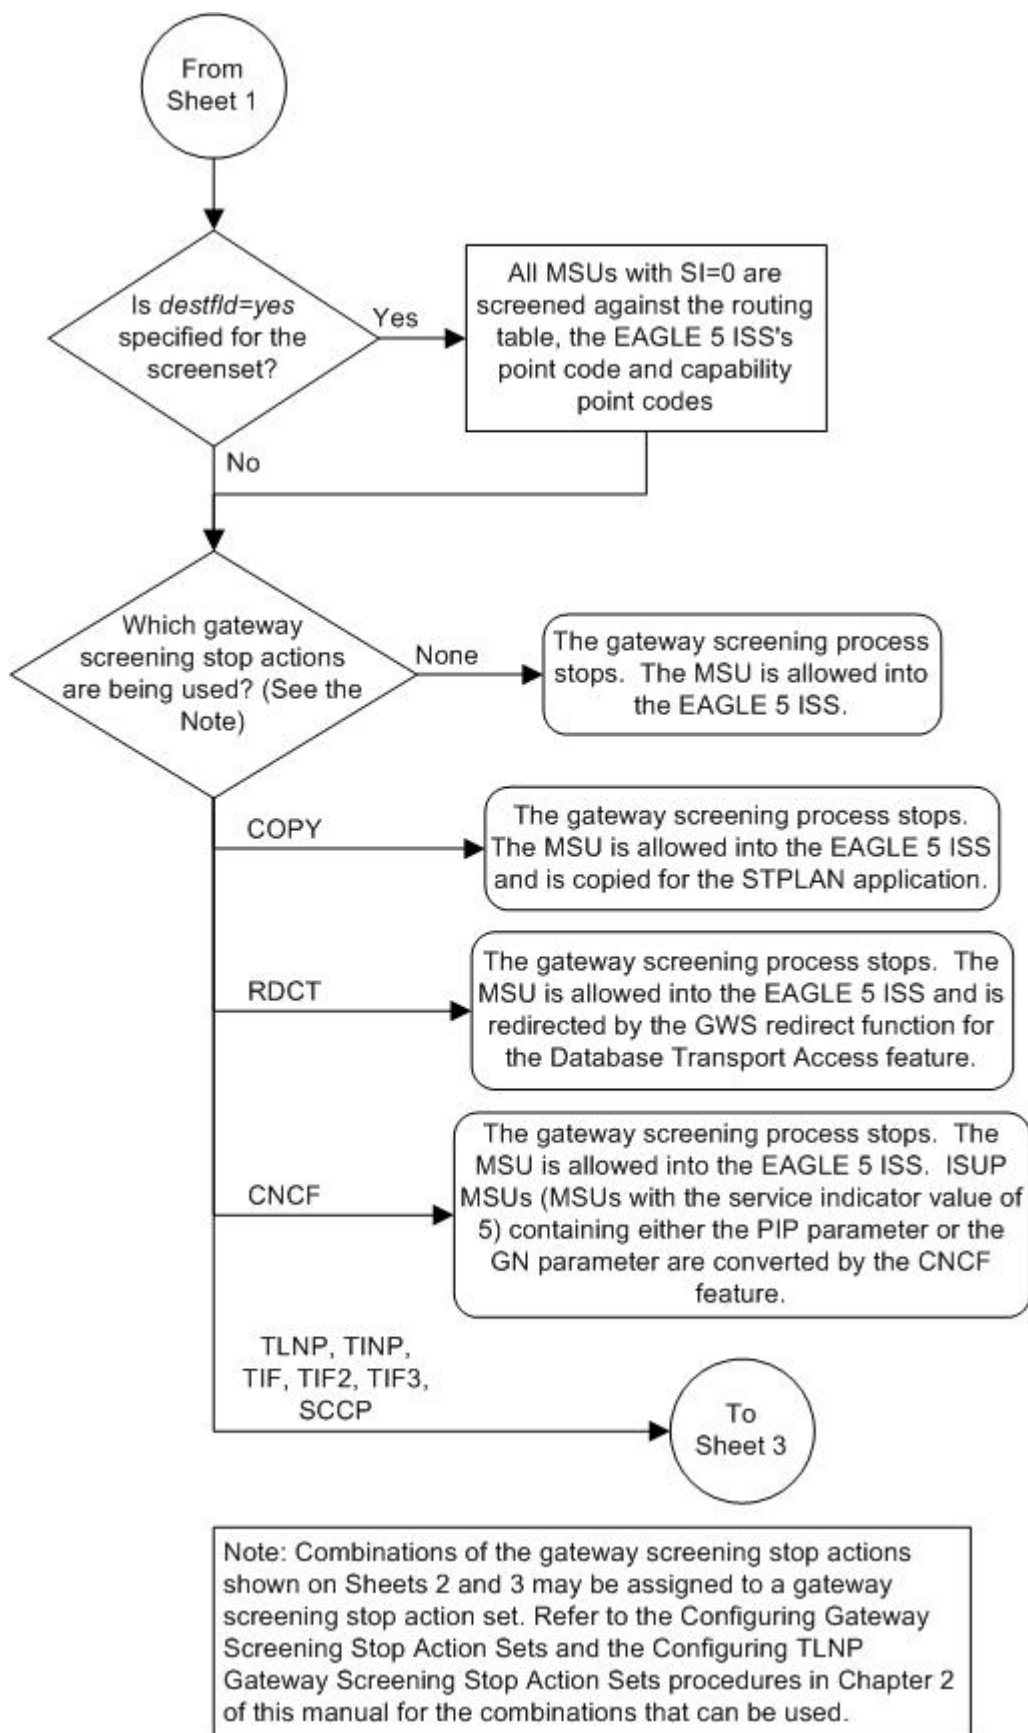 From
Sheet 1
Is destfld=yes
specified for the
screenset?
Yes
All MSUs with SI=0 are
screened against the routing
table, the EAGLE 5 ISS's
point code and capability
point codes
No
Which gateway
screening stop actions
are being used? (See the
Note)
None
The gateway screening process
stops. The MSU is allowed into
the EAGLE 5 ISS.
COPY
The gateway screening process stops.
The MSU is allowed into the EAGLE 5 ISS
and is copied for the STPLAN application.
RDCT
The gateway screening process stops. The
MSU is allowed into the EAGLE 5 ISS and is
redirected by the GWS redirect function for
the Database Transport Access feature.
CNCF
The gateway screening process stops. The
MSU is allowed into the EAGLE 5 ISS. ISUP
MSUs (MSUs with the service indicator value of
5) containing either the PIP parameter or the
GN parameter are converted by the CNCF
feature.
TLNP, TINP,
TIF, TIF2, TIF3,
SCCP
To
Sheet 3
Note: Combinations of the gateway screening stop actions
shown on Sheets 2 and 3 may be assigned to a gateway
screening stop action set. Refer to the Configuring Gateway
Screening Stop Action Sets and the Configuring TLNP
Gateway Screening Stop Action Sets procedures in Chapter 2
of this manual for the combinations that can be used.